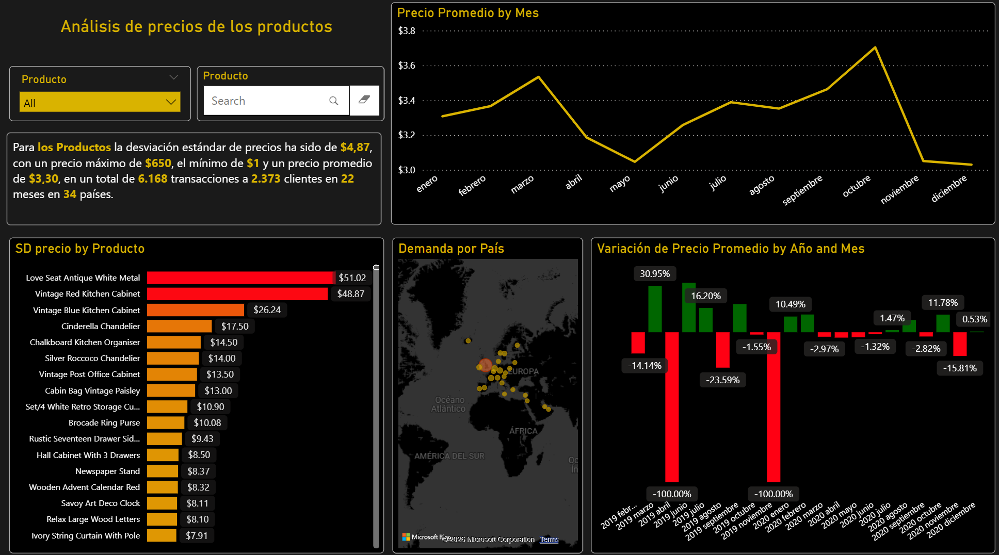 Análisis de precios de los productos
Producto
All
Producto
Search
Para los Productos la desviación estándar de precios ha sido de $4,87,
con un precio máximo de $650, el mínimo de $1 y un precio promedio
de $3,30, en un total de 6.168 transacciones a 2.373 clientes en 22
meses en 34 países.
Precio Promedio by Mes
$3.8
$3.6
$3.4
$3.2
$3.0
enero
febrero
marzo
abril
mayo
junio
julio
agosto
septiembre
octubre
noviembre
diciembre
SD precio by Producto
Love Seat Antique White Metal $51.02
Vintage Red Kitchen Cabinet $48.87
Vintage Blue Kitchen Cabinet $26.24
Cinderella Chandelier $17.50
Chalkboard Kitchen Organiser $14.50
Silver Roccoco Chandelier $14.00
Vintage Post Office Cabinet $13.50
Cabin Bag Vintage Paisley $13.00
Set/4 White Retro Storage Cu... $10.90
Brocade Ring Purse $10.08
Rustic Seventeen Drawer Sid... $9.43
Hall Cabinet With 3 Drawers $8.50
Newspaper Stand $8.37
Wooden Advent Calendar Red $8.32
Savoy Art Deco Clock $8.11
Relax Large Wood Letters $8.10
Ivory String Curtain With Pole $7.91
Demanda por País
EUROPA
Océano
Atlántico
ÁFRICA
AMÉRICA DEL SUR
Oc
Ín
Microsoft Bing
©2026 Microsoft Corporation Terms
Variación de Precio Promedio by Año and Mes
30.95%
16.20%
10.49%
1.47%
11.78%
0.53%
-14.14%
-23.59%
-1.55%
-2.97%
-1.32%
-2.82%
-15.81%
-100.00%
-100.00%
2019 febr...
2019 marzo
2019 abril
2019 junio
2019 julio
2019 agosto
2019 septiembre
2019 octubre
2019 noviembre
2020 enero
2020 febrero
2020 marzo
2020 abril
2020 mayo
2020 junio
2020 julio
2020 agosto
2020 septiembre
2020 octubre
2020 noviembre
2020 diciembre